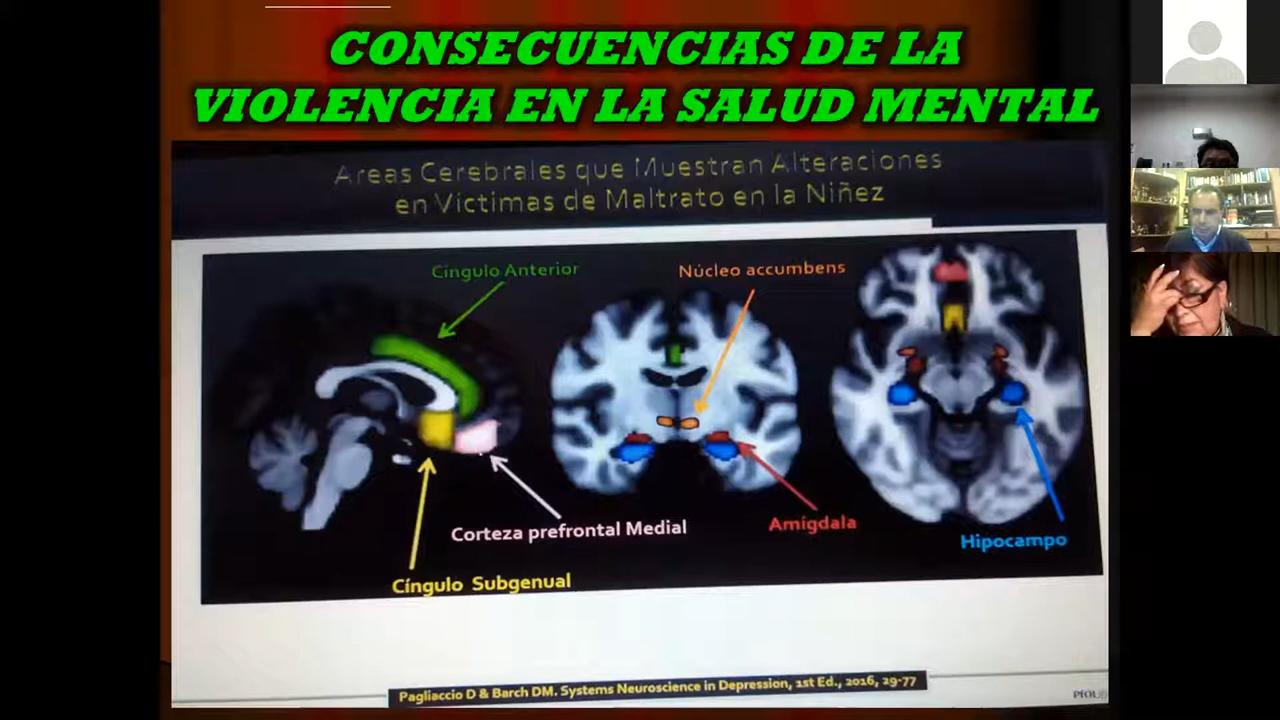 CONSECUENCIAS DE LA
VIOLENCIA EN LA SALUD MENTAL
Areas Cerebrales que Muestran Alteraciones
en Víctimas de Maltrato en la Niñez
Cíngulo Anterior
Núcleo accumbens
Corteza prefrontal Medial
Amígdala
Hipocampo
Cíngulo Subgenual
Pagliaccio D & Barch DM. Systems Neuroscience in Depression, 1st Ed., 2016, 29-77